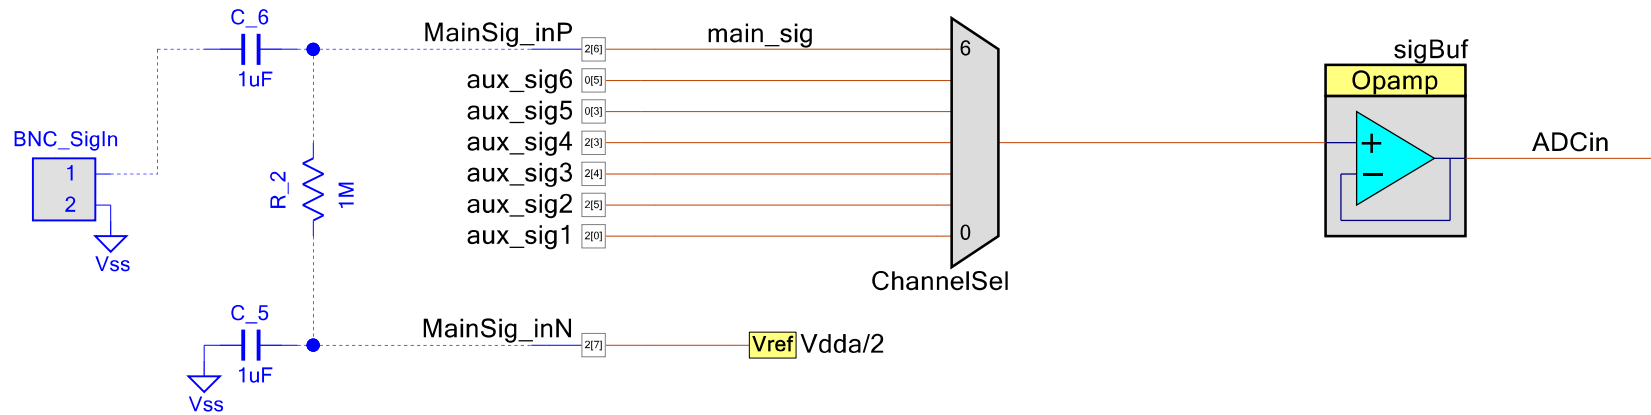 C_6
1uF
MainSig_inP
2[6]
main_sig
6
sigBuf
Opamp
aux_sig6
0[5]
aux_sig5
0[3]
BNC_SigIn
1
2
Vss
R_2
1M
aux_sig4
2[3]
+
−
ADCin
aux_sig3
2[4]
aux_sig2
2[5]
aux_sig1
2[0]
0
ChannelSel
C_5
1uF
Vss
MainSig_inN
2[7]
Vref Vdda/2